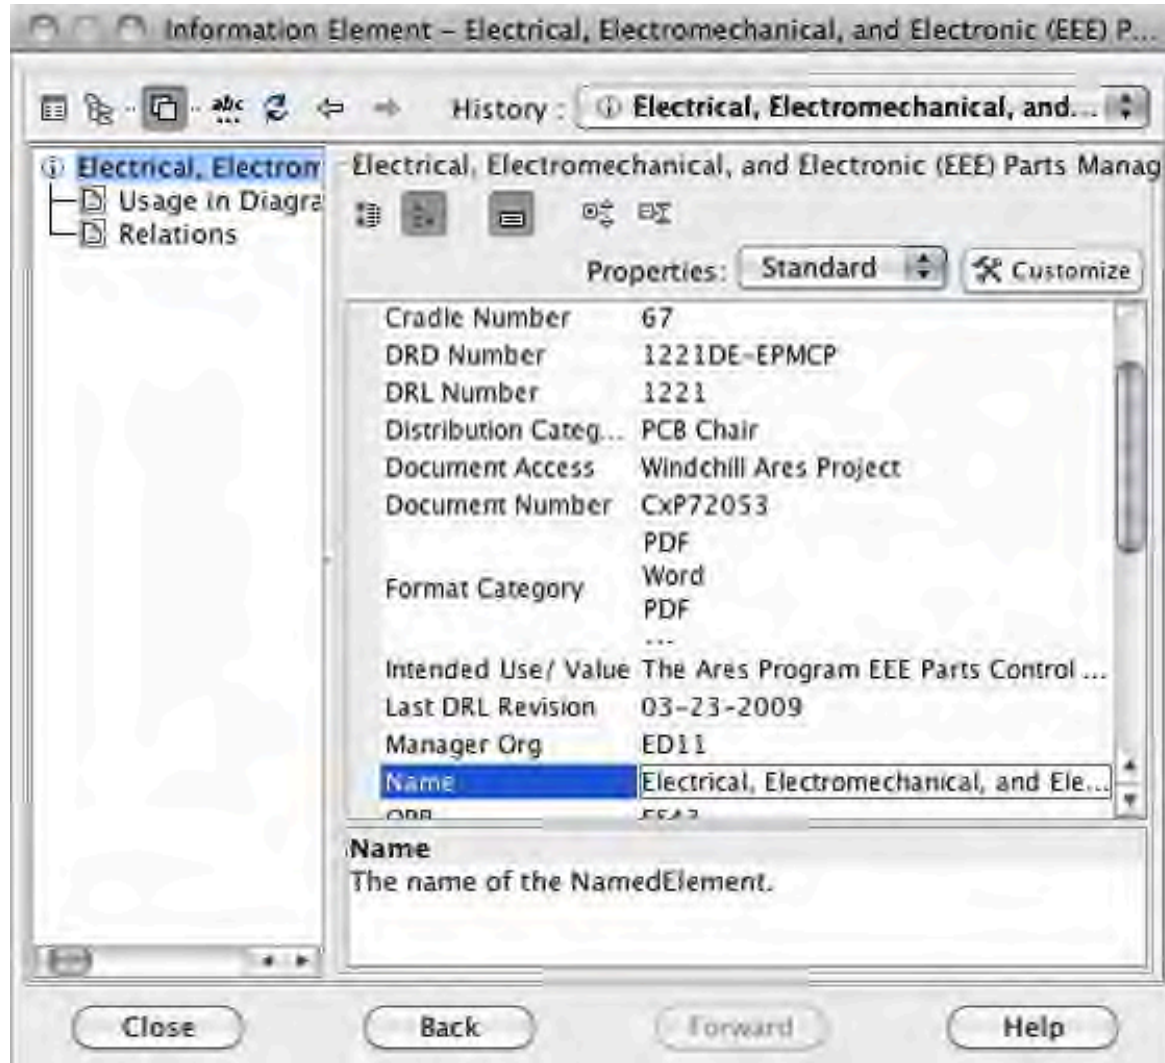 Information Element – Electrical, Electromechanical, and Electronic (EEE) P...
abc
History : Electrical, Electromechanical, and...
Electrical, Electrom
Usage in Diagra
Relations
Electrical, Electromechanical, and Electronic (EEE) Parts Manag
Properties: Standard Customize
Cradle Number 67
DRD Number 1221DE-EPMCP
DRL Number 1221
Distribution Categ... PCB Chair
Document Access Windchill Ares Project
Document Number CxP72053
Format Category PDF
Word
PDF
...
Intended Use/ Value The Ares Program EEE Parts Control ...
Last DRL Revision 03-23-2009
Manager Org ED11
Name Electrical, Electromechanical, and Ele...
Name
The name of the NamedElement.
Close Back Forward Help